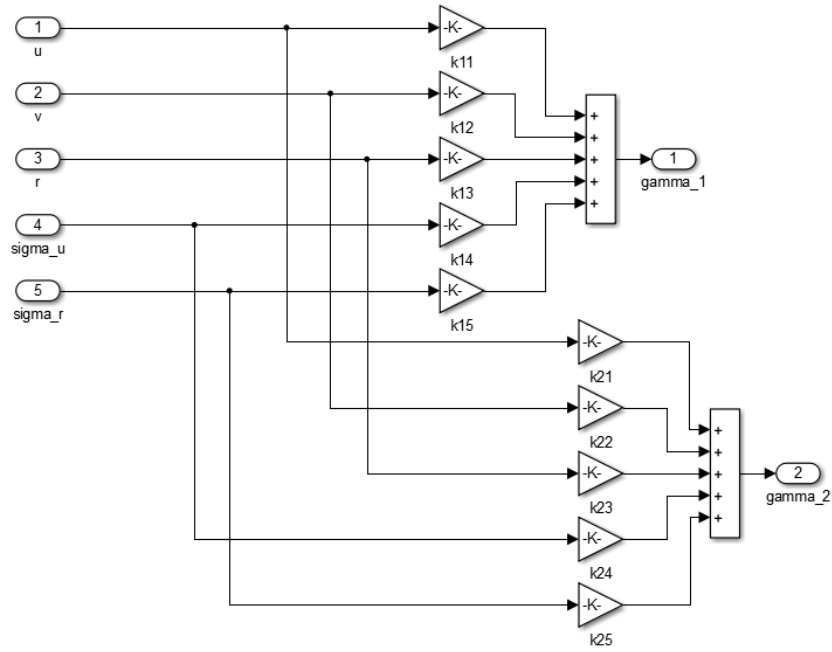 1
u
-K-
k11
2
v
-K-
k12
3
r
-K-
k13
4
sigma_u
-K-
k14
5
sigma_r
-K-
k15
+
+
+
+
+
1
gamma_1
-K-
k21
-K-
k22
-K-
k23
-K-
k24
-K-
k25
+
+
+
+
+
2
gamma_2